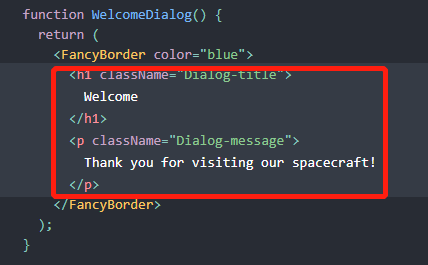 function WelcomeDialog() {
  return (
    <FancyBorder color="blue">
      <h1 className="Dialog-title">
        Welcome
      </h1>
      <p className="Dialog-message">
        Thank you for visiting our spacecraft!
      </p>
    </FancyBorder>
  );
}